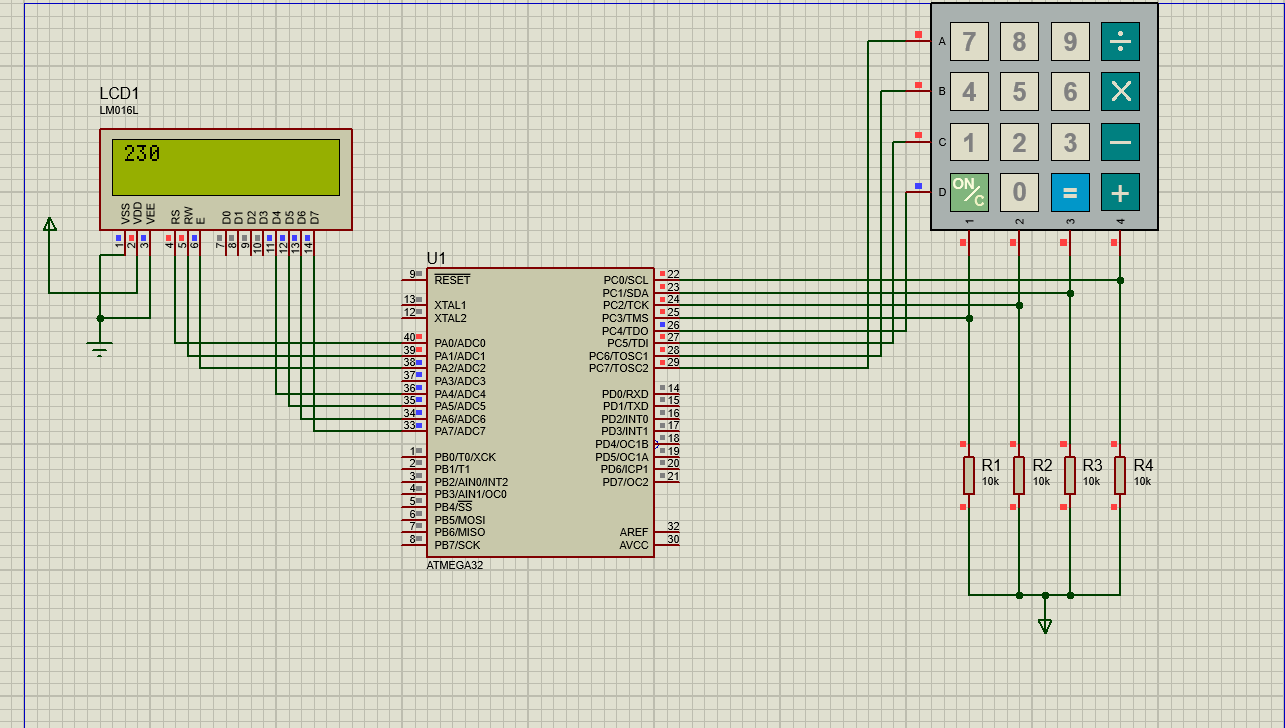 LCD1
LM016L
230
VSS
VDD
VEE
RS
RW
E
D0
D1
D2
D3
D4
D5
D6
D7
1
2
3
4
5
6
7
8
9
10
11
12
13
14
A
B
C
D
7 8 9 ÷
4 5 6 ×
1 2 3 −
ON/C 0 = +
1
2
3
4
U1
9 RESET
13 XTAL1
12 XTAL2
40 PA0/ADC0
39 PA1/ADC1
38 PA2/ADC2
37 PA3/ADC3
36 PA4/ADC4
35 PA5/ADC5
34 PA6/ADC6
33 PA7/ADC7
1 PB0/T0/XCK
2 PB1/T1
3 PB2/AIN0/INT2
4 PB3/AIN1/OC0
5 PB4/SS
6 PB5/MOSI
7 PB6/MISO
8 PB7/SCK
PC0/SCL 22
PC1/SDA 23
PC2/TCK 24
PC3/TMS 25
PC4/TDO 26
PC5/TDI 27
PC6/TOSC1 28
PC7/TOSC2 29
PD0/RXD 14
PD1/TXD 15
PD2/INT0 16
PD3/INT1 17
PD4/OC1B 18
PD5/OC1A 19
PD6/ICP1 20
PD7/OC2 21
AREF 32
AVCC 30
ATMEGA32
R1
10k
R2
10k
R3
10k
R4
10k